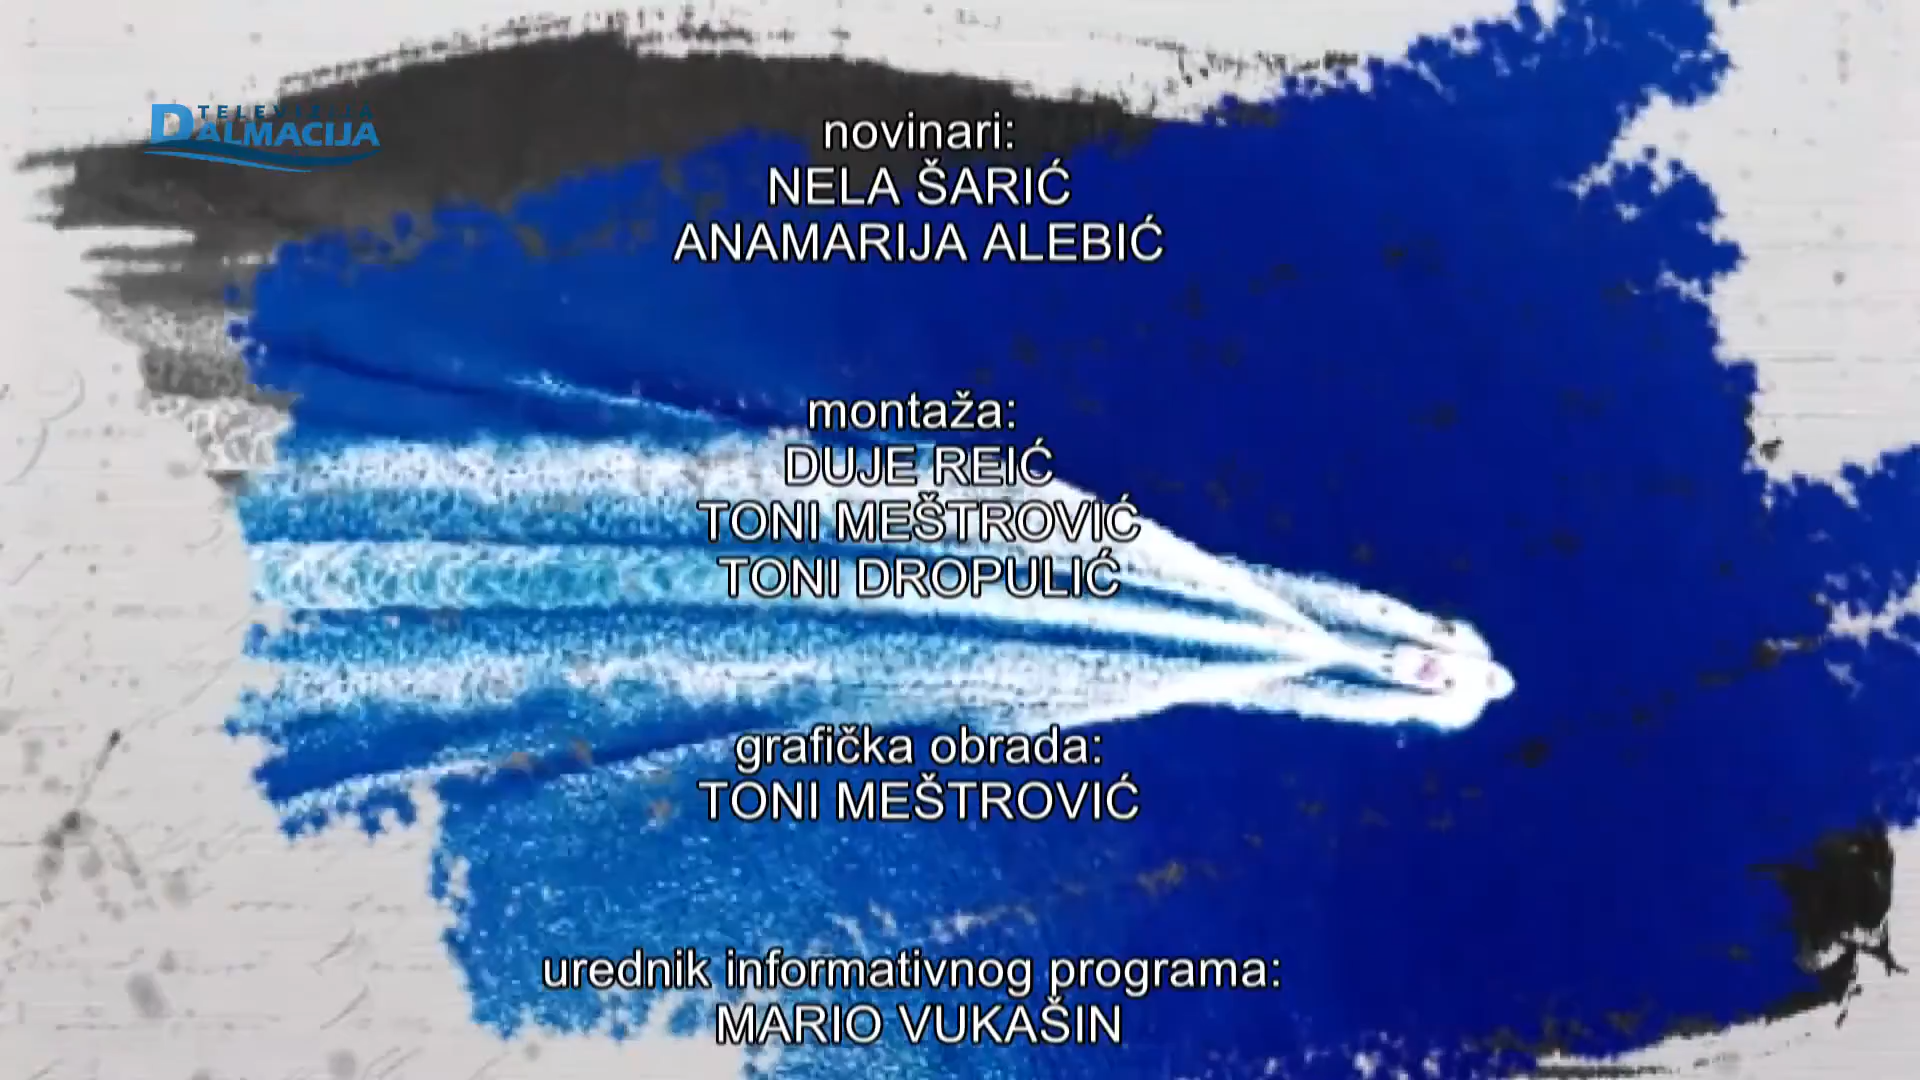 TELEVIZIJA
DALMACIJA
novinari:
NELA ŠARIĆ
ANAMARIJA ALEBIĆ
montaža:
DUJE REIĆ
TONI MEŠTROVIĆ
TONI DROPULIĆ
grafička obrada:
TONI MEŠTROVIĆ
urednik informativnog programa:
MARIO VUKAŠIN